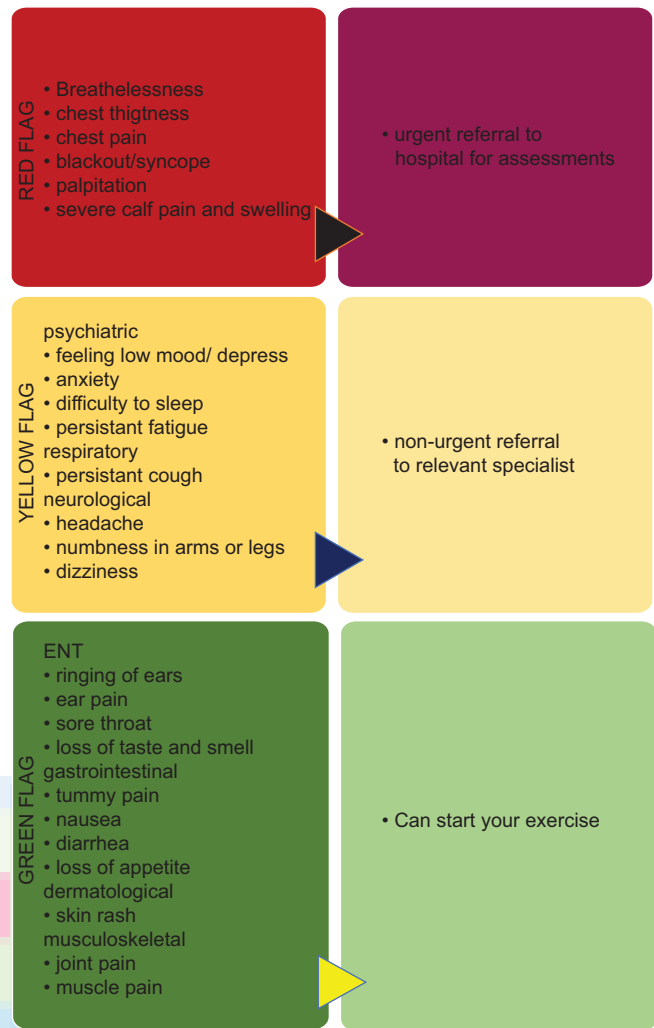 RED FLAG
• Breathelessness
• chest thigtness
• chest pain
• blackout/syncope
• palpitation
• severe calf pain and swelling
• urgent referral to
hospital for assessments
YELLOW FLAG
psychiatric
• feeling low mood/ depress
• anxiety
• difficulty to sleep
• persistant fatigue
respiratory
• persistant cough
neurological
• headache
• numbness in arms or legs
• dizziness
• non-urgent referral
to relevant specialist
GREEN FLAG
ENT
• ringing of ears
• ear pain
• sore throat
• loss of taste and smell
gastrointestinal
• tummy pain
• nausea
• diarrhea
• loss of appetite
dermatological
• skin rash
musculoskeletal
• joint pain
• muscle pain
• Can start your exercise